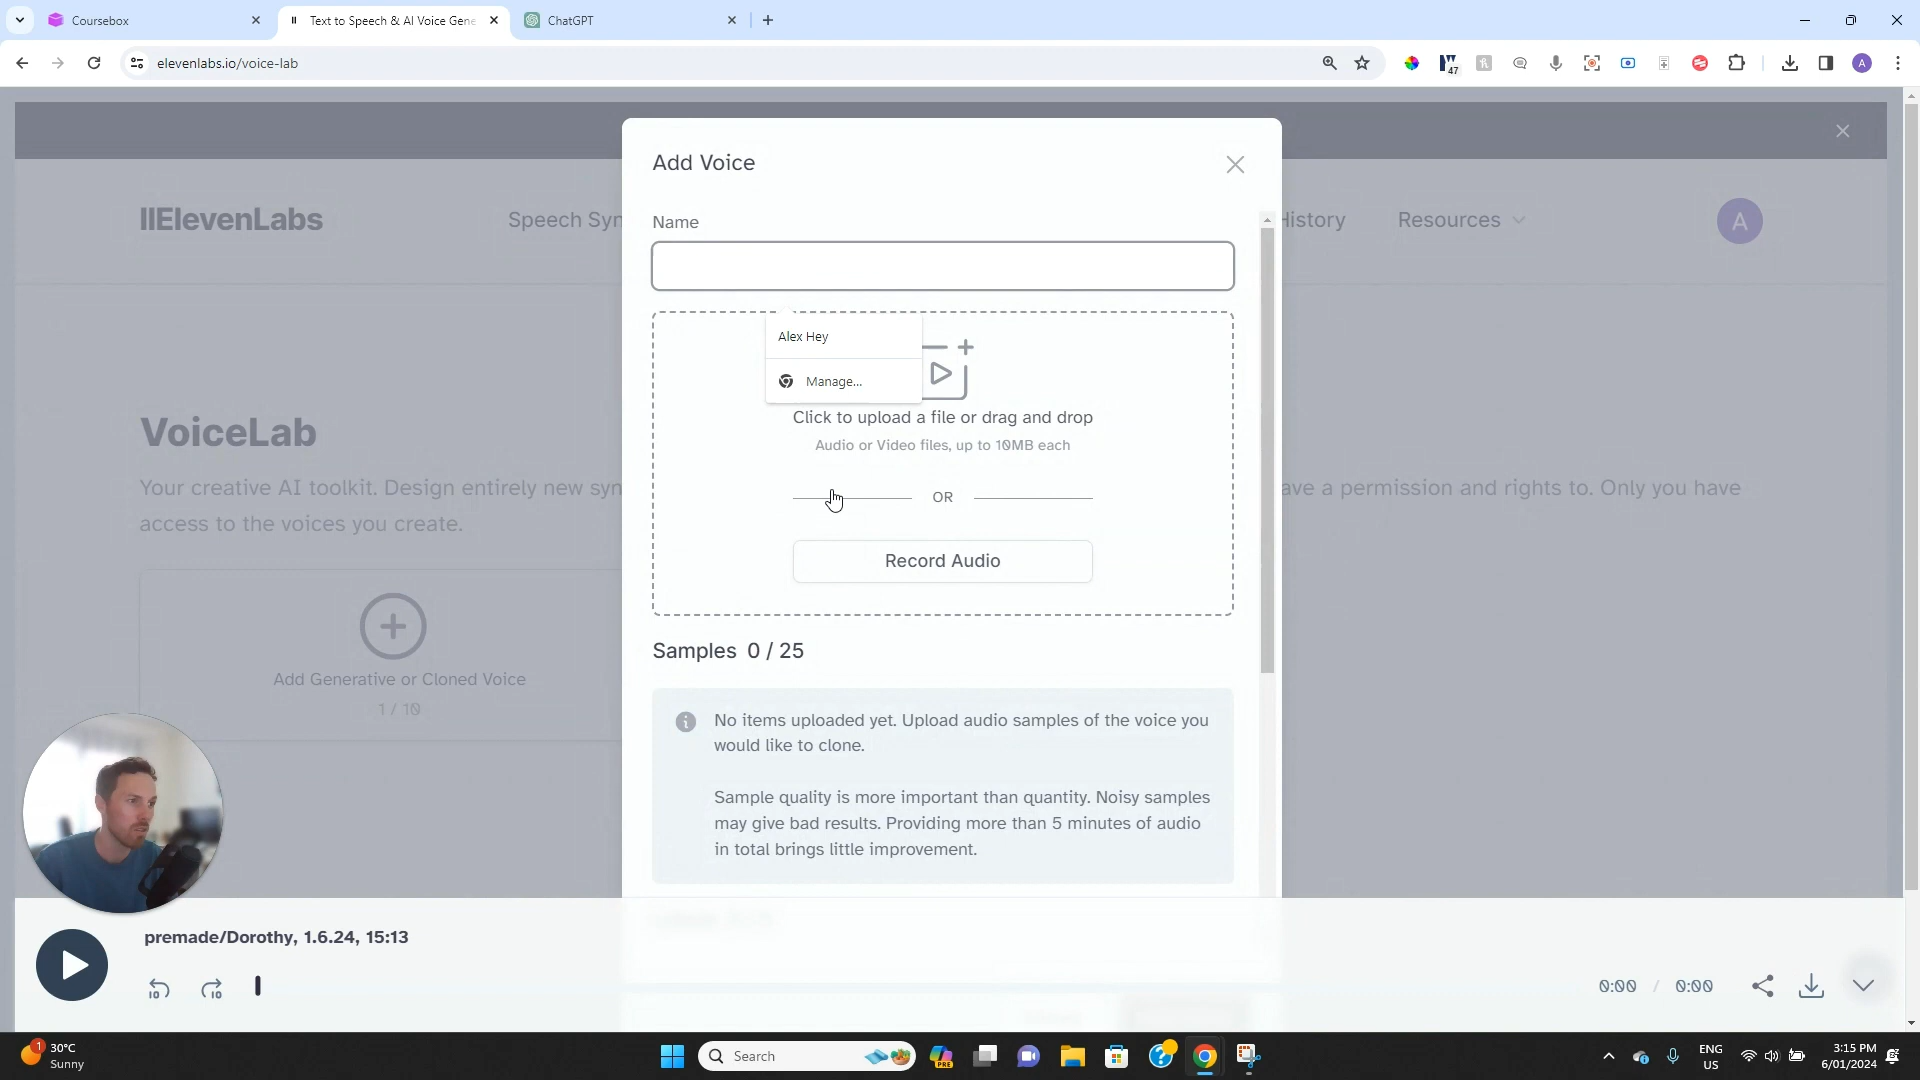 Coursebox
Text to Speech & AI Voice Gene
ChatGPT
elevenlabs.io/voice-lab
47
A
Add Voice
IIElevenLabs
Speech Syn
History
Resources
A
Name
Alex Hey
Manage...
Click to upload a file or drag and drop
Audio or Video files, up to 10MB each
OR
Record Audio
VoiceLab
Your creative AI toolkit. Design entirely new syn
ave a permission and rights to. Only you have
access to the voices you create.
Add Generative or Cloned Voice
1 / 10
Samples 0 / 25
No items uploaded yet. Upload audio samples of the voice you
would like to clone.
Sample quality is more important than quantity. Noisy samples
may give bad results. Providing more than 5 minutes of audio
in total brings little improvement.
premade/Dorothy, 1.6.24, 15:13
10
10
0:00 / 0:00
1
30°C
Sunny
Search
PRE
ENG
US
3:15 PM
6/01/2024